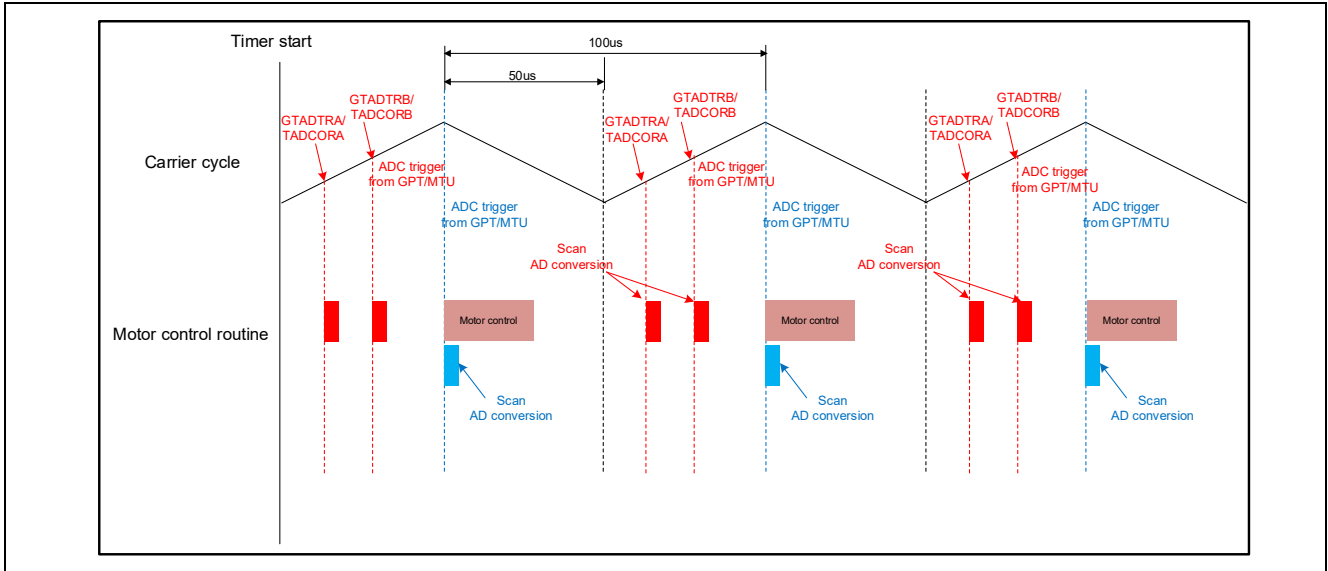 Timer start
100us
50us
GTADTRA/
TADCORA
GTADTRB/
TADCORB
GTADTRA/
TADCORA
GTADTRB/
TADCORB
GTADTRA/
TADCORA
GTADTRB/
TADCORB
Carrier cycle
ADC trigger
from GPT/MTU
ADC trigger
from GPT/MTU
ADC trigger
from GPT/MTU
ADC trigger
from GPT/MTU
ADC trigger
from GPT/MTU
ADC trigger
from GPT/MTU
Scan
AD conversion
Scan
AD conversion
Motor control routine
Motor control
Motor control
Motor control
Scan
AD conversion
Scan
AD conversion
Scan
AD conversion